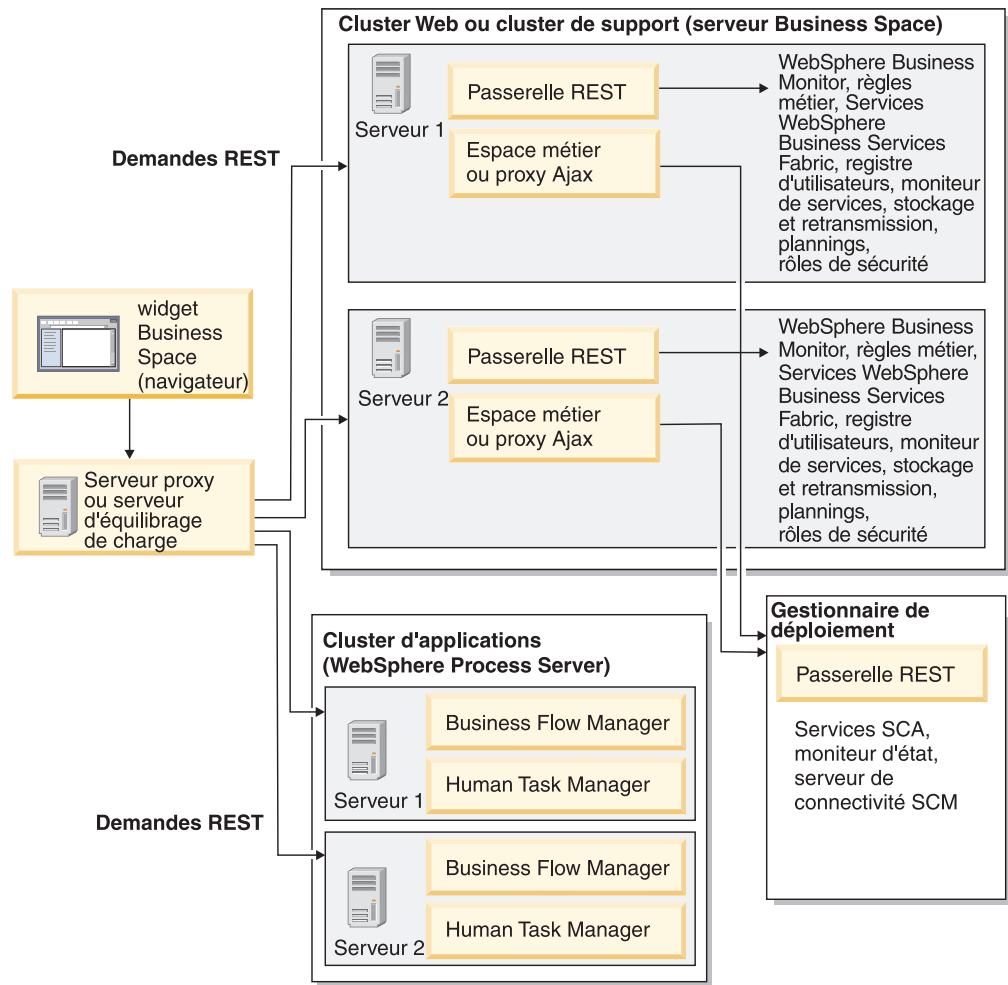 Cluster Web ou cluster de support (serveur Business Space)
Serveur 1
Passerelle REST
Espace métier
ou proxy Ajax
WebSphere Business
Monitor, règles
métier, Services
WebSphere
Business Services
Fabric, registre
d'utilisateurs, moniteur
de services, stockage
et retransmission,
plannings,
rôles de sécurité
Demandes REST
widget
Business
Space
(navigateur)
Serveur 2
Passerelle REST
Espace métier
ou proxy Ajax
WebSphere Business
Monitor, règles métier,
Services WebSphere
Business Services
Fabric, registre
d'utilisateurs, moniteur
de services, stockage
et retransmission,
plannings,
rôles de sécurité
Serveur proxy
ou serveur
d'équilibrage
de charge
Gestionnaire de
déploiement
Passerelle REST
Services SCA,
moniteur d'état,
serveur de
connectivité SCM
Cluster d'applications
(WebSphere Process Server)
Serveur 1
Business Flow Manager
Human Task Manager
Demandes REST
Serveur 2
Business Flow Manager
Human Task Manager